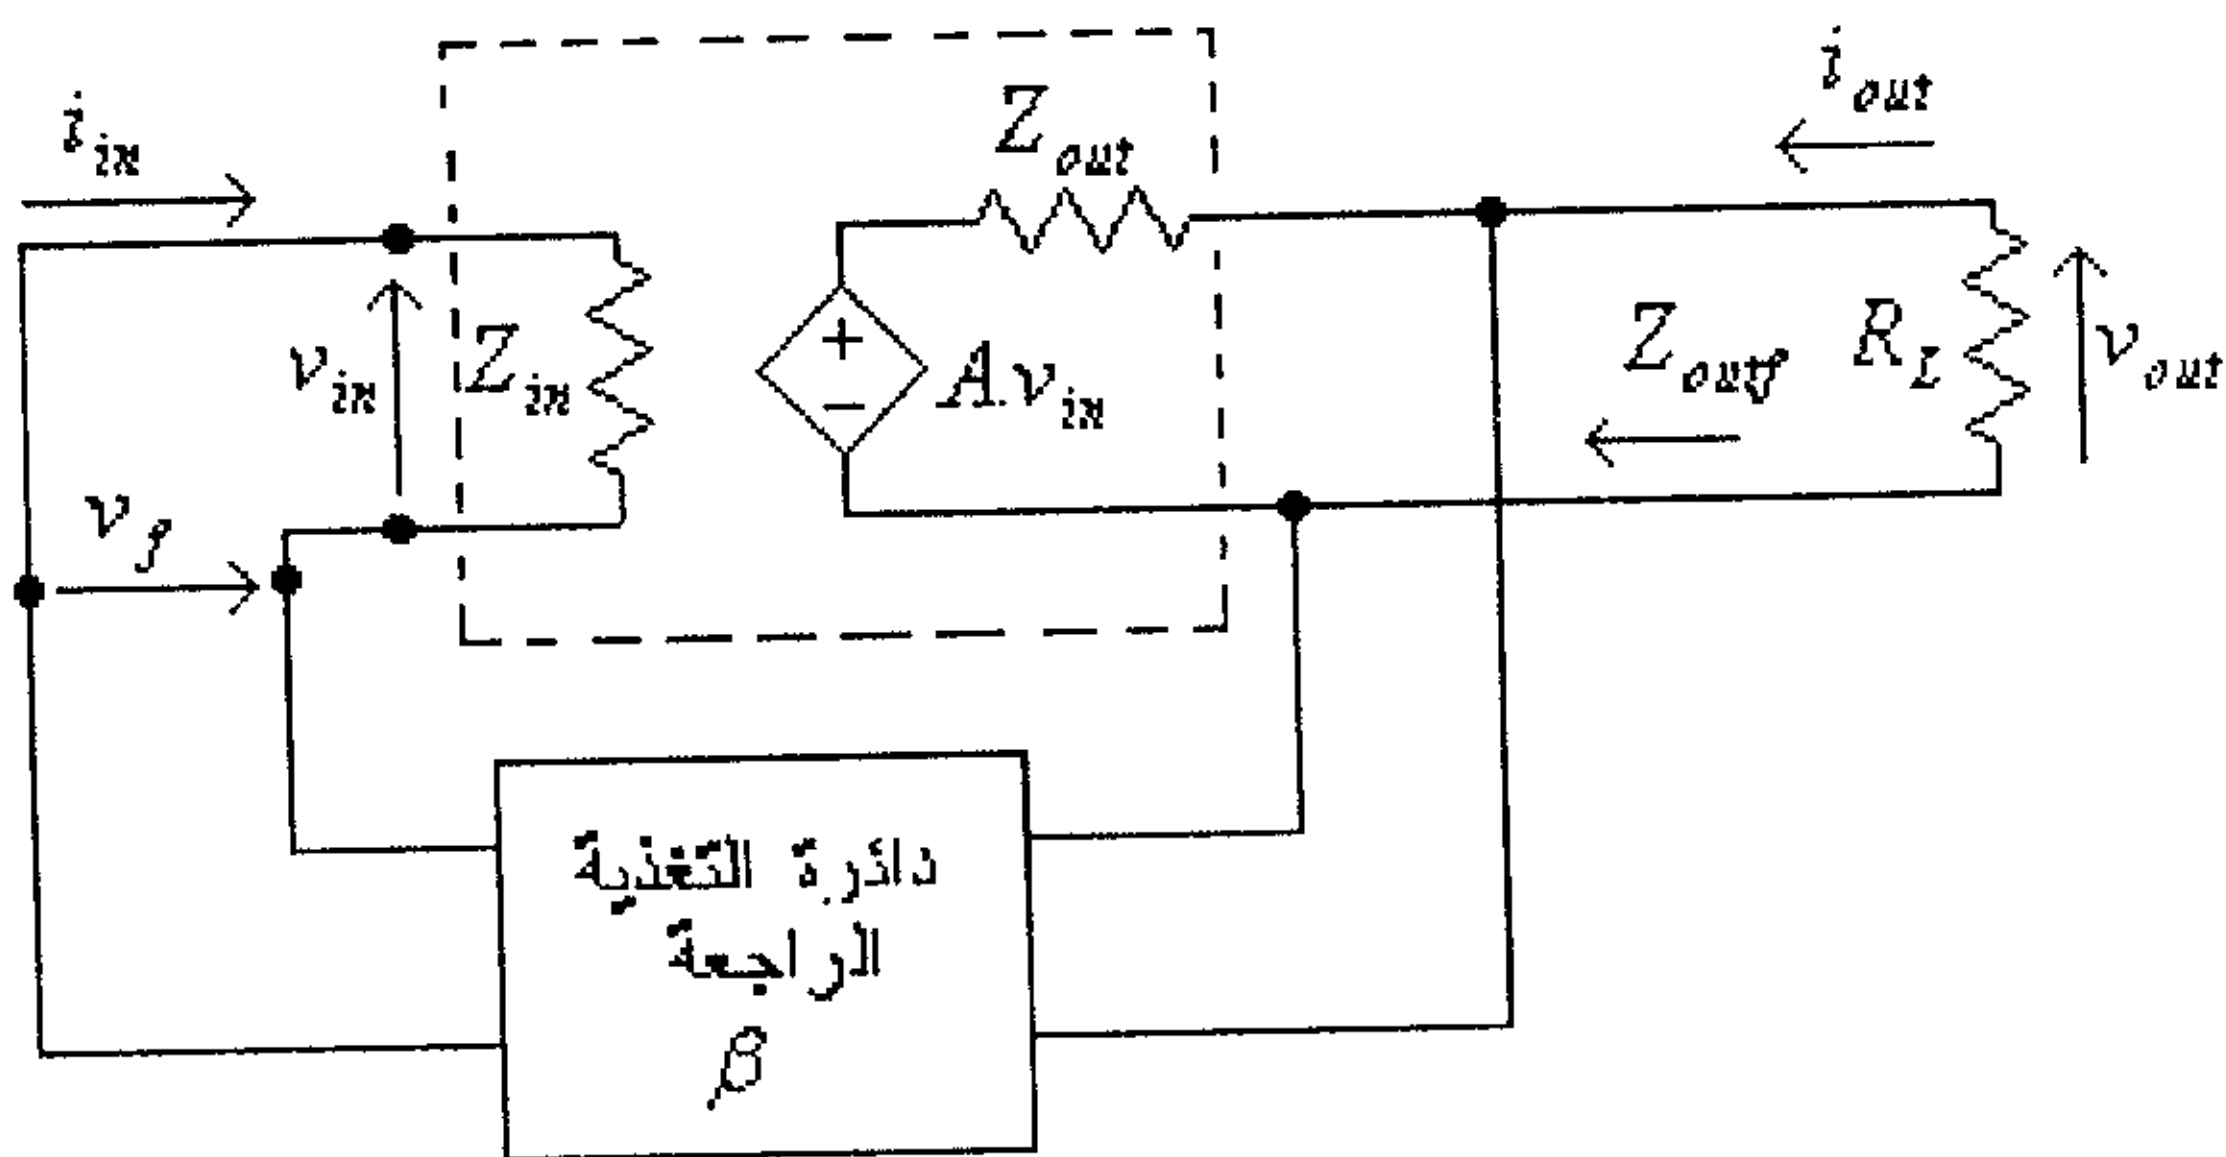 i_out
Z_out
i_in
v_in
Z_in
+
−
A.v_in
Z_outf
R_L
v_out
v_f
دائرة التغذية
الراجعة
β